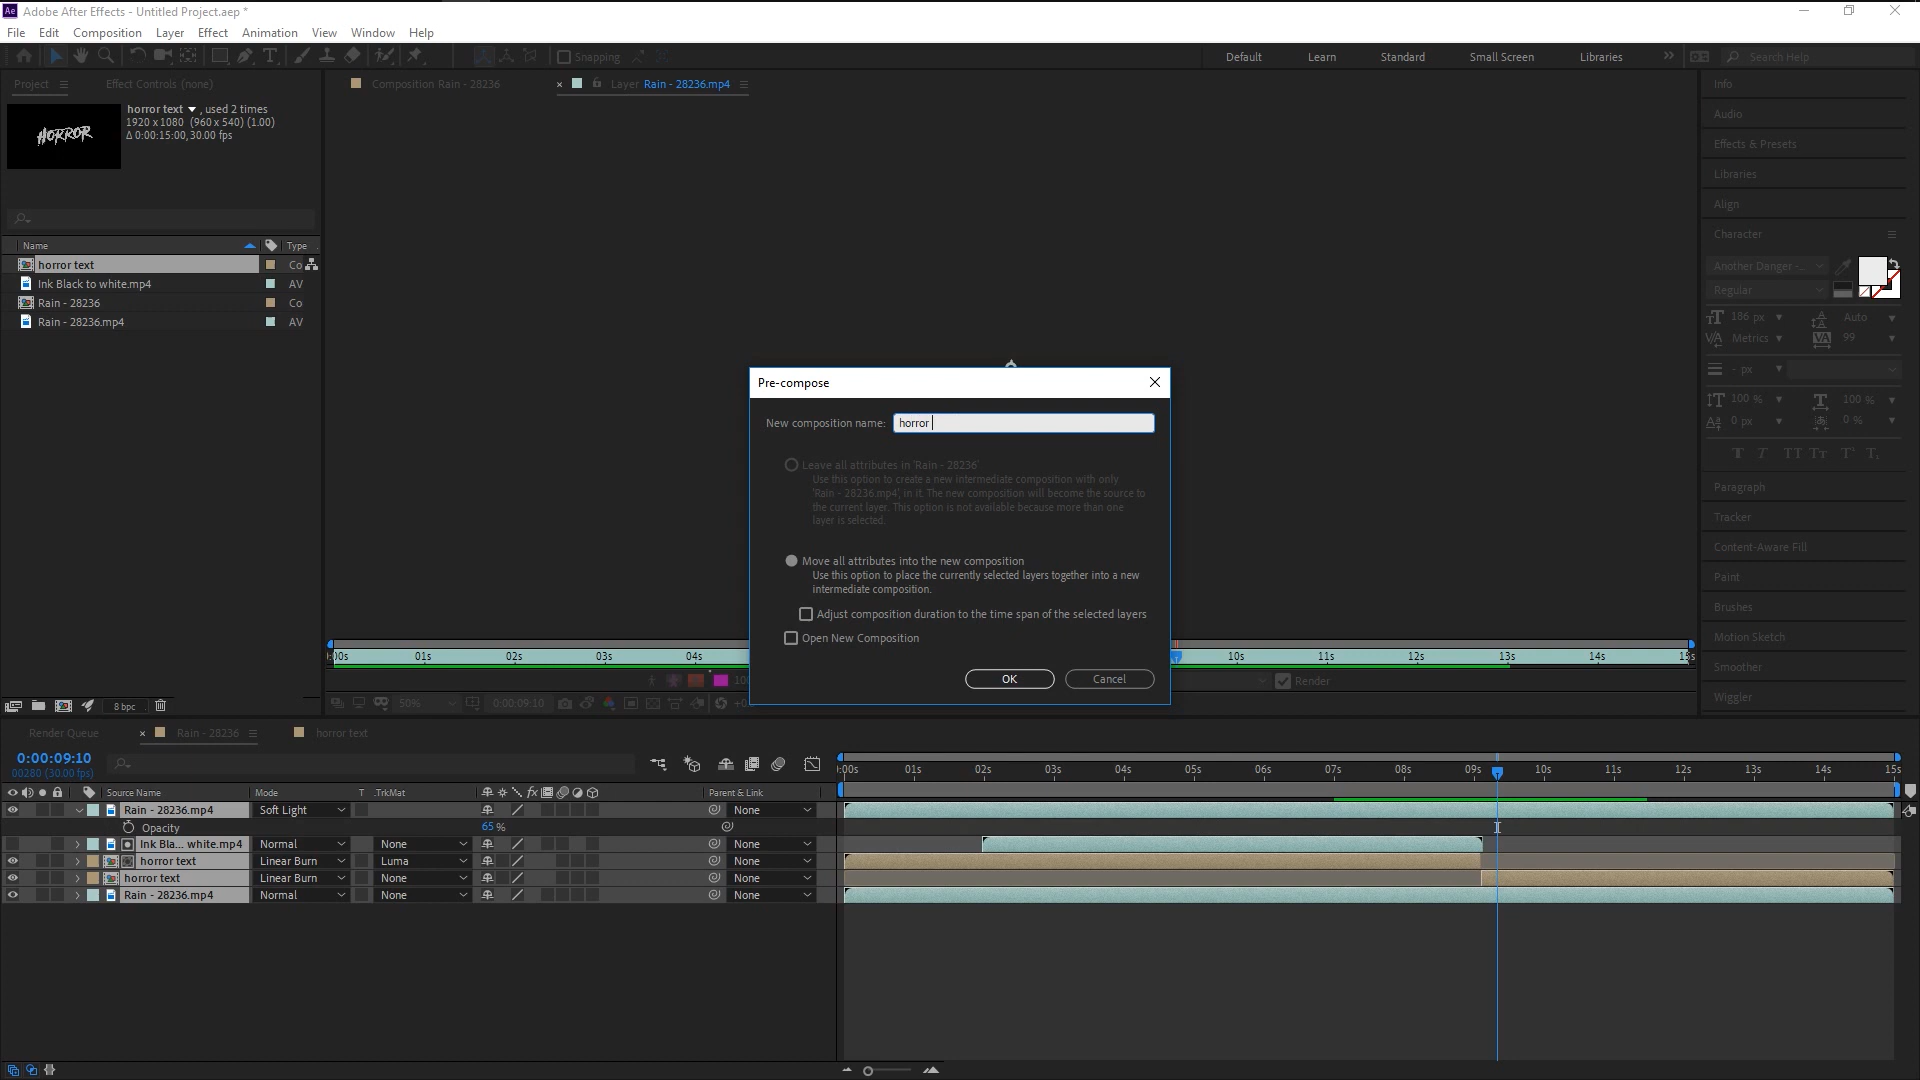 Ae Adobe After Effects - Untitled Project.aep *
File Edit Composition Layer Effect Animation View Window Help
Snapping
Default Learn Standard Small Screen Libraries Search Help
Project Effect Controls (none)
Composition Rain - 28236
Layer Rain - 28236.mp4
HORROR
horror text , used 2 times
1920 x 1080 (960 x 540) (1.00)
Δ 0:00:15:00, 30.00 fps
Name Type
horror text Co
Ink Black to white.mp4 AV
Rain - 28236 Co
Rain - 28236.mp4 AV
8 bpc
Pre-compose
New composition name: horror
Leave all attributes in 'Rain - 28236'
Use this option to create a new intermediate composition with only
'Rain - 28236.mp4', in it. The new composition will become the source to
the current layer. This option is not available because more than one
layer is selected.
Move all attributes into the new composition
Use this option to place the currently selected layers together into a new
intermediate composition.
Adjust composition duration to the time span of the selected layers
Open New Composition
OK Cancel
:00s 01s 02s 03s 04s 10s 11s 12s 13s 14s 15s
Render
50% 0:00:09:10
Info
Audio
Effects & Presets
Libraries
Align
Character
Another Danger -
Regular
186 px Auto
Metrics 99
- px
100 % 100 %
0 px 0 %
Paragraph
Tracker
Content-Aware Fill
Paint
Brushes
Motion Sketch
Smoother
Wiggler
Render Queue Rain - 28236 horror text
0:00:09:10
00280 (30.00 fps)
:00s 01s 02s 03s 04s 05s 06s 07s 08s 09s 10s 11s 12s 13s 14s 15s
Source Name Mode T .TrkMat fx Parent & Link
Rain - 28236.mp4 Soft Light None
Opacity 65 %
Ink Bla... white.mp4 Normal None None
horror text Linear Burn Luma None
horror text Linear Burn None None
Rain - 28236.mp4 Normal None None